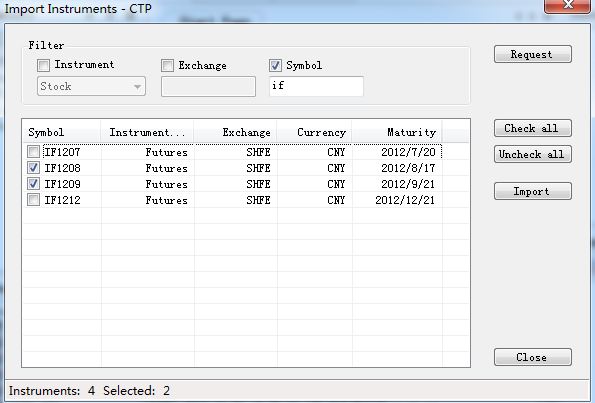 Import Instruments - CTP
Filter
Instrument Exchange Symbol
Request
Stock if
Symbol Instrument... Exchange Currency Maturity
Check all
IF1207 Futures SHFE CNY 2012/7/20
Uncheck all
IF1208 Futures SHFE CNY 2012/8/17
IF1209 Futures SHFE CNY 2012/9/21
Import
IF1212 Futures SHFE CNY 2012/12/21
Close
Instruments: 4 Selected: 2